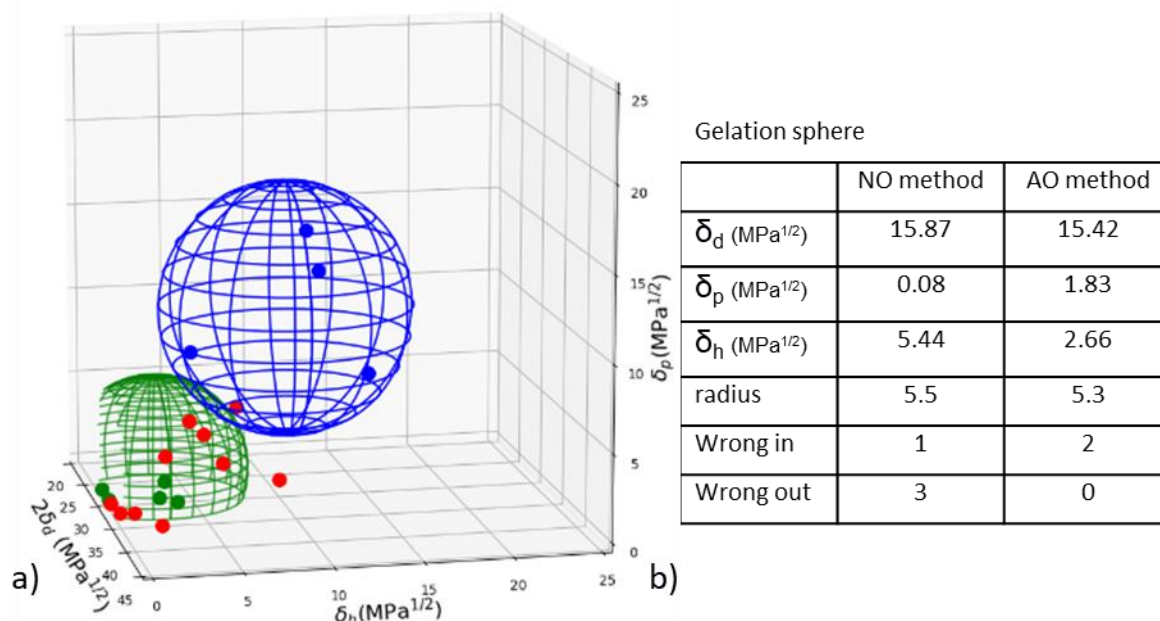 25
20
15
10
5
0
δp(MPa1/2)
20
25
30
35
40
45
2δd (MPa1/2)
0
5
10
15
20
25
δh(MPa1/2)
a)
b)
Gelation sphere
NO method AO method
δd (MPa1/2) 15.87 15.42
δp (MPa1/2) 0.08 1.83
δh (MPa1/2) 5.44 2.66
radius 5.5 5.3
Wrong in 1 2
Wrong out 3 0